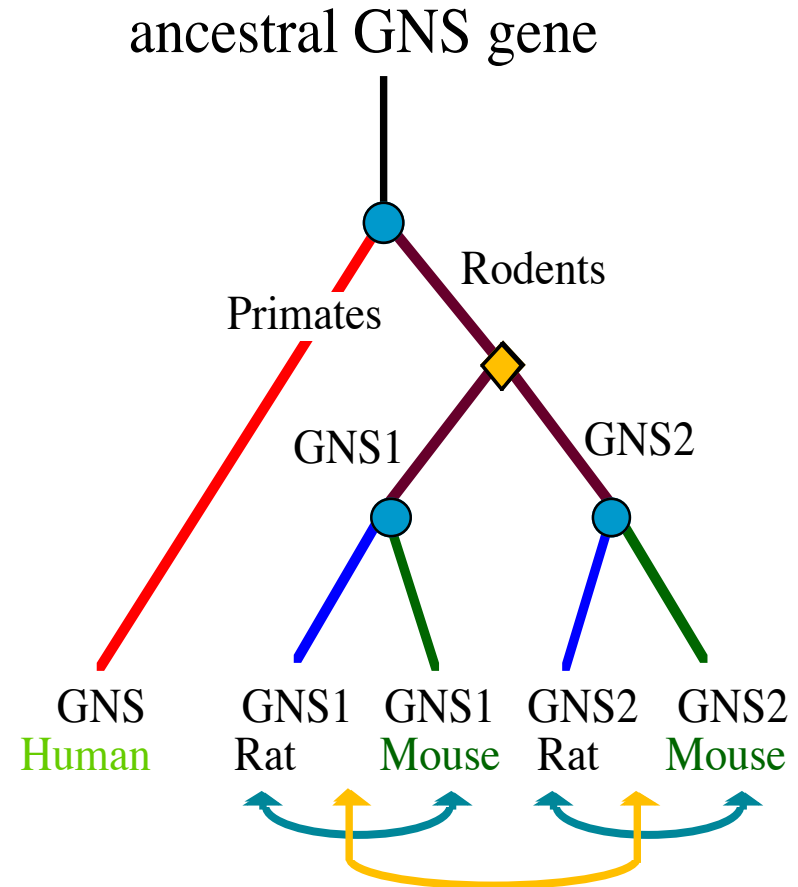 ancestral GNS gene
Rodents
Primates
GNS1
GNS2
GNS GNS1 GNS1 GNS2 GNS2
Human Rat Mouse Rat Mouse